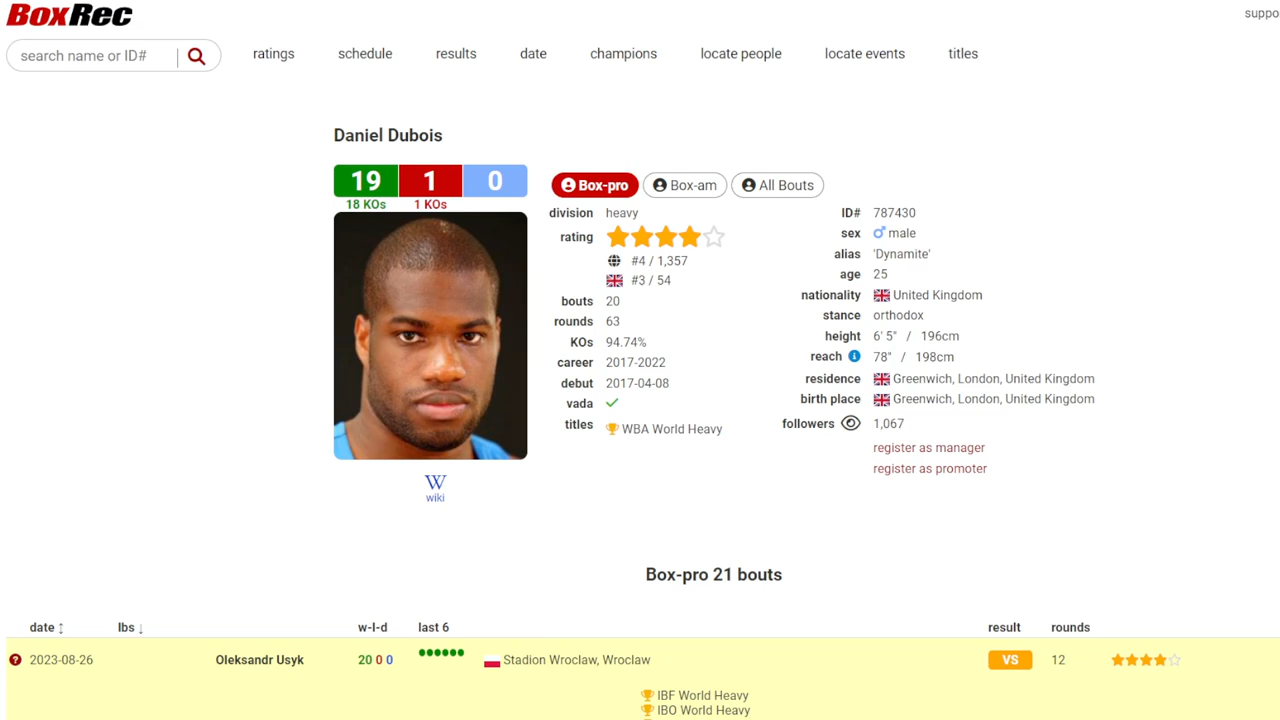 BoxRec
suppo
search name or ID#
ratings schedule results date champions locate people locate events titles
Daniel Dubois
19 1 0
18 KOs 1 KOs
Box-pro Box-am All Bouts
division heavy
rating
#4 / 1,357
#3 / 54
bouts 20
rounds 63
KOs 94.74%
career 2017-2022
debut 2017-04-08
vada
titles WBA World Heavy
ID# 787430
sex male
alias 'Dynamite'
age 25
nationality United Kingdom
stance orthodox
height 6' 5" / 196cm
reach 78" / 198cm
residence Greenwich, London, United Kingdom
birth place Greenwich, London, United Kingdom
followers 1,067
register as manager
register as promoter
W
wiki
Box-pro 21 bouts
date lbs w-l-d last 6 result rounds
2023-08-26 Oleksandr Usyk 20 0 0 Stadion Wroclaw, Wroclaw VS 12
IBF World Heavy
IBO World Heavy